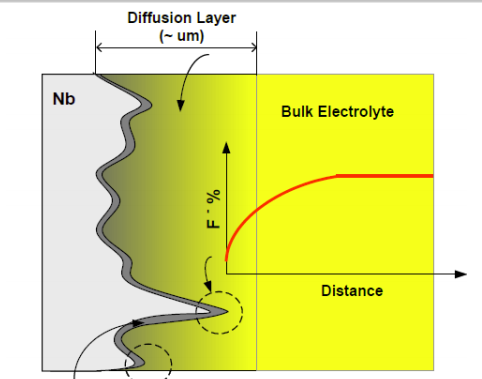 Diffusion Layer
(~ um)
Nb
Bulk Electrolyte
F - %
Distance